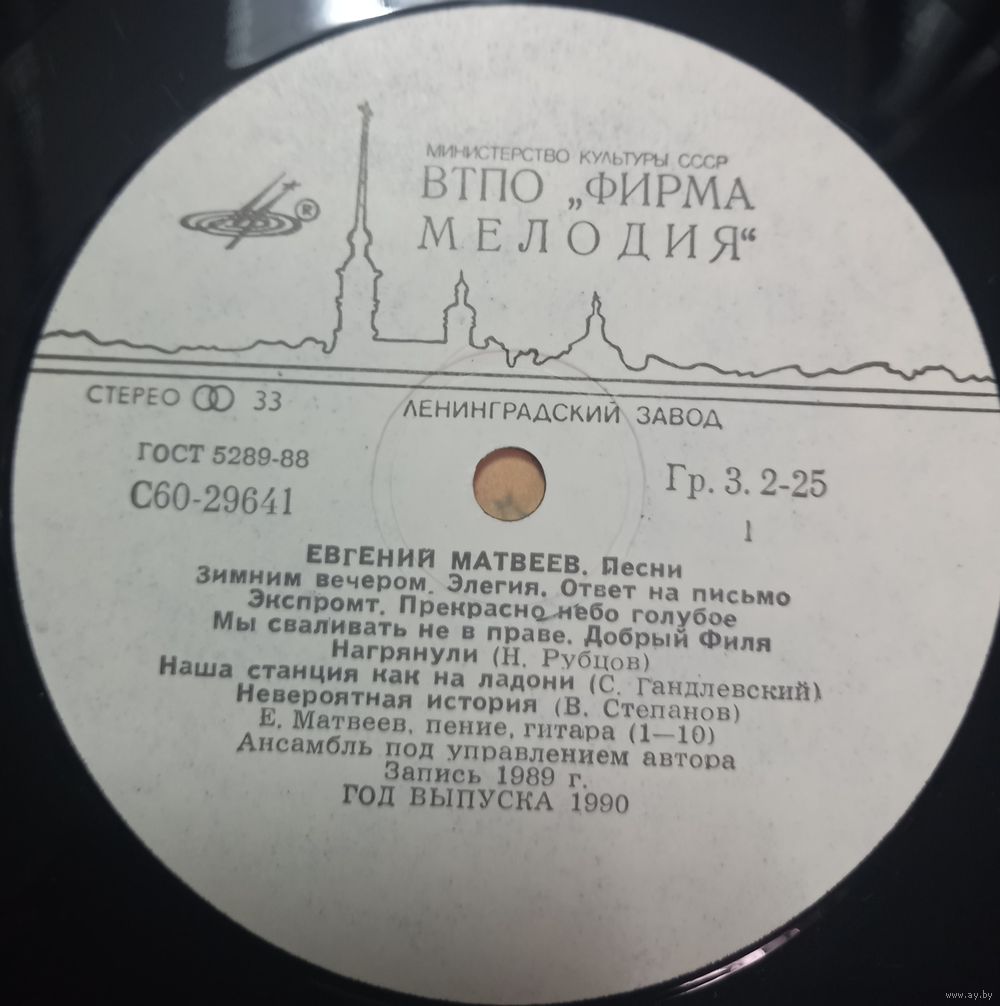 МИНИСТЕРСТВО КУЛЬТУРЫ СССР
ВТПО „ФИРМА
МЕЛОДИЯ“
®
СТЕРЕО 33
ЛЕНИНГРАДСКИЙ ЗАВОД
ГОСТ 5289-88
С60-29641
Гр. 3. 2-25
1
ЕВГЕНИЙ МАТВЕЕВ. Песни
Зимним вечером. Элегия. Ответ на письмо
Экспромт. Прекрасно небо голубое
Мы сваливать не в праве. Добрый Филя
Нагрянули (Н. Рубцов)
Наша станция как на ладони (С. Гандлевский)
Невероятная история (В. Степанов)
Е. Матвеев, пение, гитара (1—10)
Ансамбль под управлением автора
Запись 1989 г.
ГОД ВЫПУСКА 1990
www.ay.by